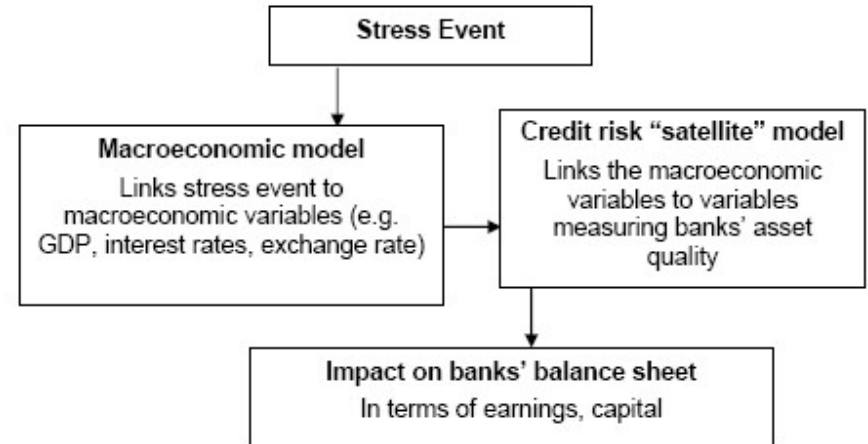 Stress Event
Macroeconomic model
Links stress event to
macroeconomic variables (e.g.
GDP, interest rates, exchange rate)
Credit risk “satellite” model
Links the macroeconomic
variables to variables
measuring banks’ asset
quality
Impact on banks’ balance sheet
In terms of earnings, capital